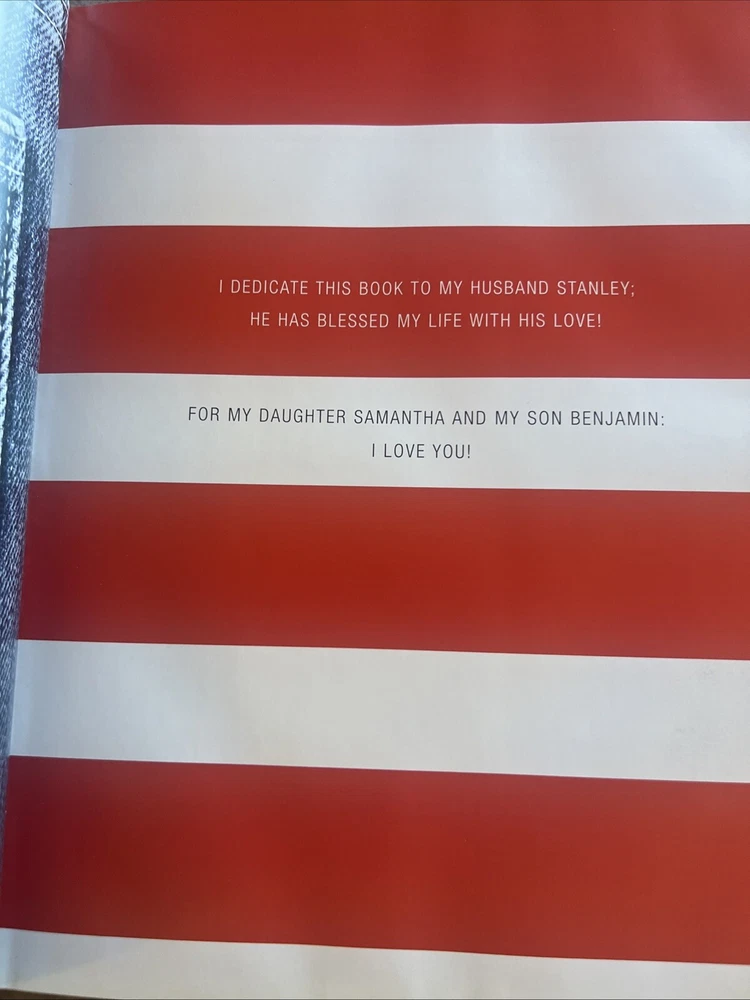 I DEDICATE THIS BOOK TO MY HUSBAND STANLEY;
HE HAS BLESSED MY LIFE WITH HIS LOVE!
FOR MY DAUGHTER SAMANTHA AND MY SON BENJAMIN:
I LOVE YOU!